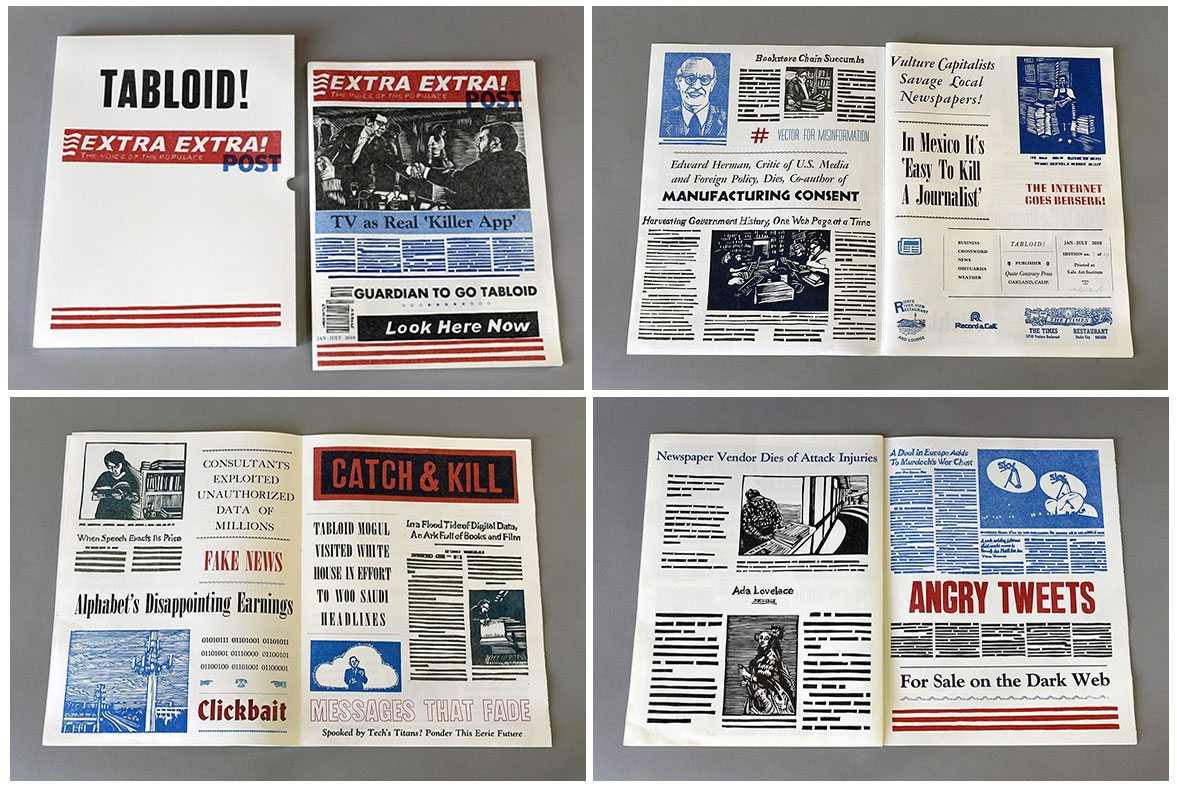 TABLOID!
EXTRA EXTRA!
THE VOICE OF THE POPULACE
POST
EXTRA EXTRA!
THE VOICE OF THE POPULACE
POST
TV as Real 'Killer App'
GUARDIAN TO GO TABLOID
Look Here Now
JAN-JULY 2018
Bookstore Chain Succumbs
# VECTOR FOR MISINFORMATION
Edward Herman, Critic of U.S. Media
and Foreign Policy, Dies, Co-author of
MANUFACTURING CONSENT
Harvesting Government History, One Web Page at a Time
Vulture Capitalists
Savage Local
Newspapers!
In Mexico It's
'Easy To Kill
A Journalist'
THE INTERNET
GOES BERSERK!
BUSINESS
CROSSWORD
NEWS
OBITUARIES
WEATHER
TABLOID!
PUBLISHER
Quite Contrary Press
OAKLAND, CALIF.
JAN-JULY 2018
EDITION no. of
Printed at
Kala Art Institute
RICK'S
RIVER VIEW
RESTAURANT
AND LOUNGE
Record a Call
THE TIMES
THE TIMES RESTAURANT
CONSULTANTS
EXPLOITED
UNAUTHORIZED
DATA OF
MILLIONS
When Speech Exacts Its Price
FAKE NEWS
Alphabet's Disappointing Earnings
01010111 01101001 01101011
01101001 01110000 01100101
01100100 01101001 01100001
Clickbait
CATCH & KILL
TABLOID MOGUL
VISITED WHITE
HOUSE IN EFFORT
TO WOO SAUDI
HEADLINES
In a Flood Tide of Digital Data,
An Ark Full of Books and Film
MESSAGES THAT FADE
Spooked by Tech's Titans? Ponder This Eerie Future
Newspaper Vendor Dies of Attack Injuries
Ada Lovelace
A Deal in Europe Adds
To Murdoch's War Chest
Sky
Sky
ANGRY TWEETS
For Sale on the Dark Web